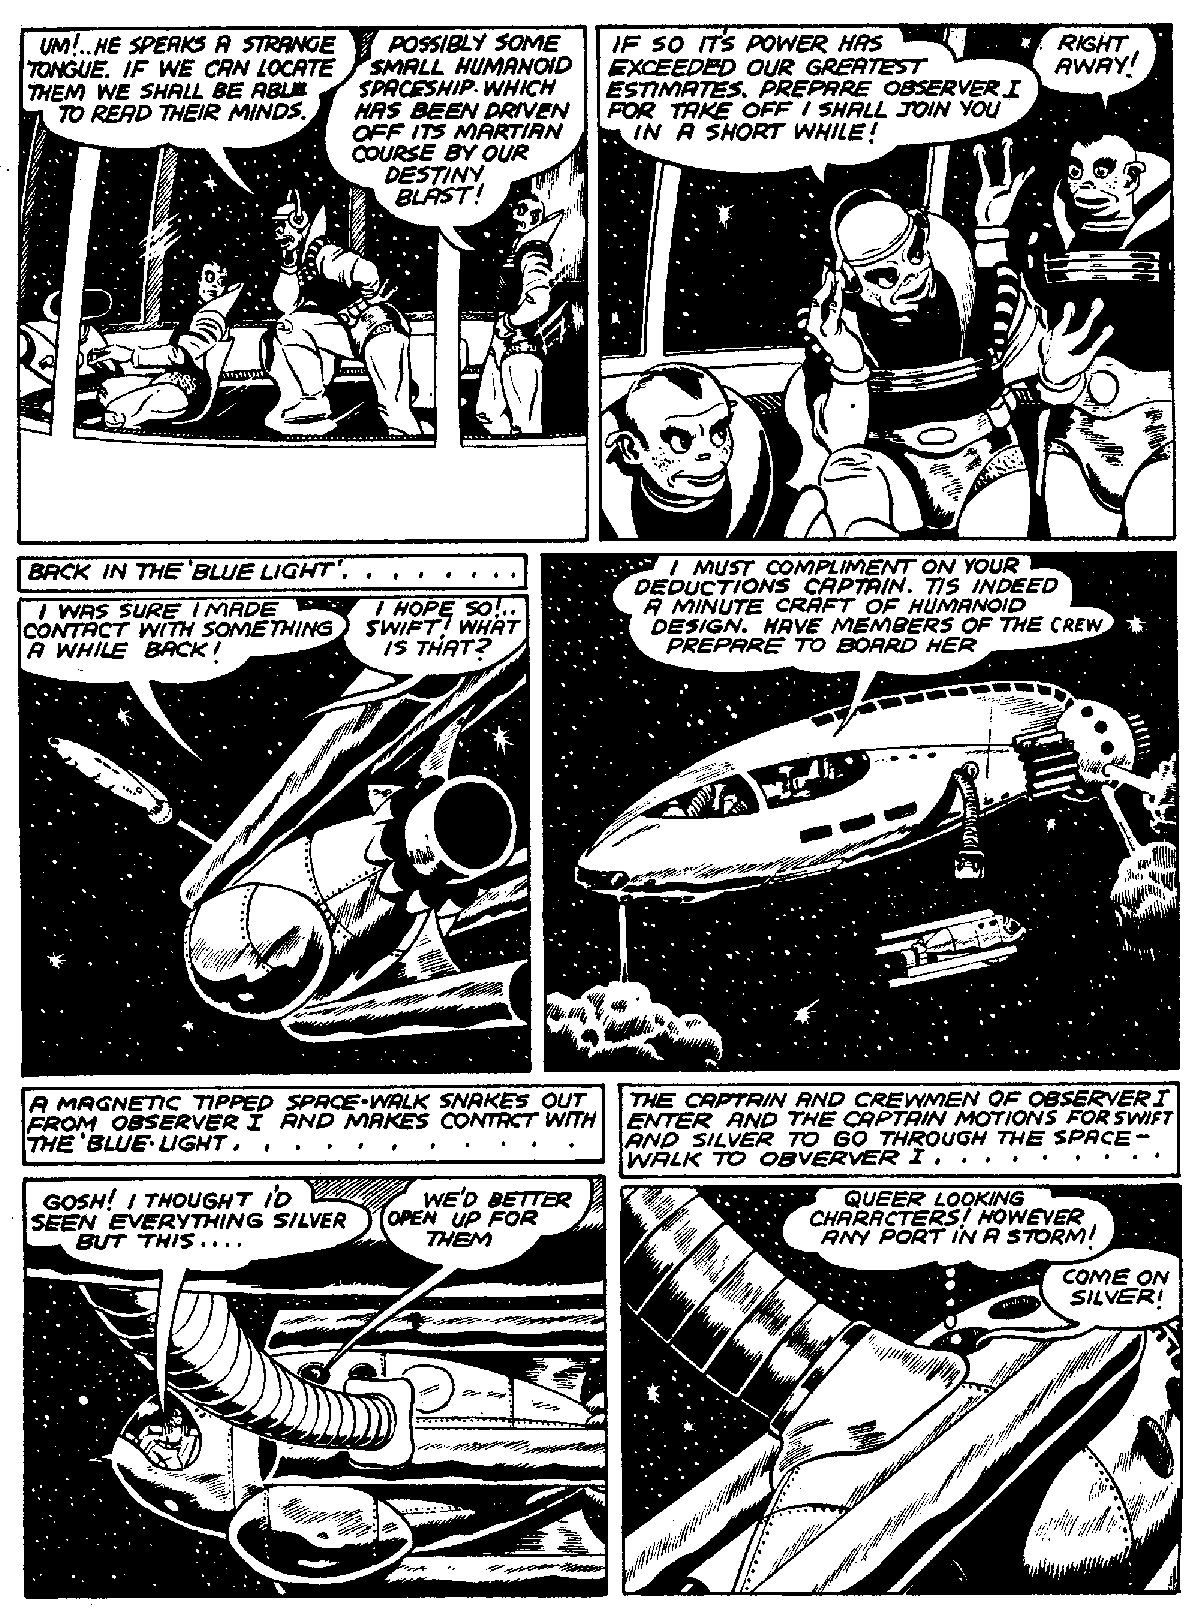 UM!..HE SPEAKS A STRANGE
TONGUE. IF WE CAN LOCATE
THEM WE SHALL BE ABLE
TO READ THEIR MINDS.
POSSIBLY SOME
SMALL HUMANOID
SPACESHIP. WHICH
HAS BEEN DRIVEN
OFF ITS MARTIAN
COURSE BY OUR
DESTINY
BLAST!
IF SO IT'S POWER HAS
EXCEEDED OUR GREATEST
ESTIMATES. PREPARE OBSERVER I
FOR TAKE OFF I SHALL JOIN YOU
IN A SHORT WHILE!
RIGHT
AWAY!
BACK IN THE 'BLUE LIGHT'. . . . . . . .
I WAS SURE I MADE
CONTACT WITH SOMETHING
A WHILE BACK!
I HOPE SO!..
SWIFT! WHAT
IS THAT?
I MUST COMPLIMENT ON YOUR
DEDUCTIONS CAPTAIN. TIS INDEED
A MINUTE CRAFT OF HUMANOID
DESIGN. HAVE MEMBERS OF THE CREW
PREPARE TO BOARD HER
A MAGNETIC TIPPED SPACE-WALK SNAKES OUT
FROM OBSERVER I AND MAKES CONTACT WITH
THE 'BLUE-LIGHT. . . . . . . . . . . .
GOSH! I THOUGHT I'D
SEEN EVERYTHING SILVER
BUT THIS....
WE'D BETTER
OPEN UP FOR
THEM
THE CAPTAIN AND CREWMEN OF OBSERVER I
ENTER AND THE CAPTAIN MOTIONS FOR SWIFT
AND SILVER TO GO THROUGH THE SPACE-
WALK TO OBVERVER I. . . . . . . . .
QUEER LOOKING
CHARACTERS! HOWEVER
ANY PORT IN A STORM!
COME ON
SILVER!